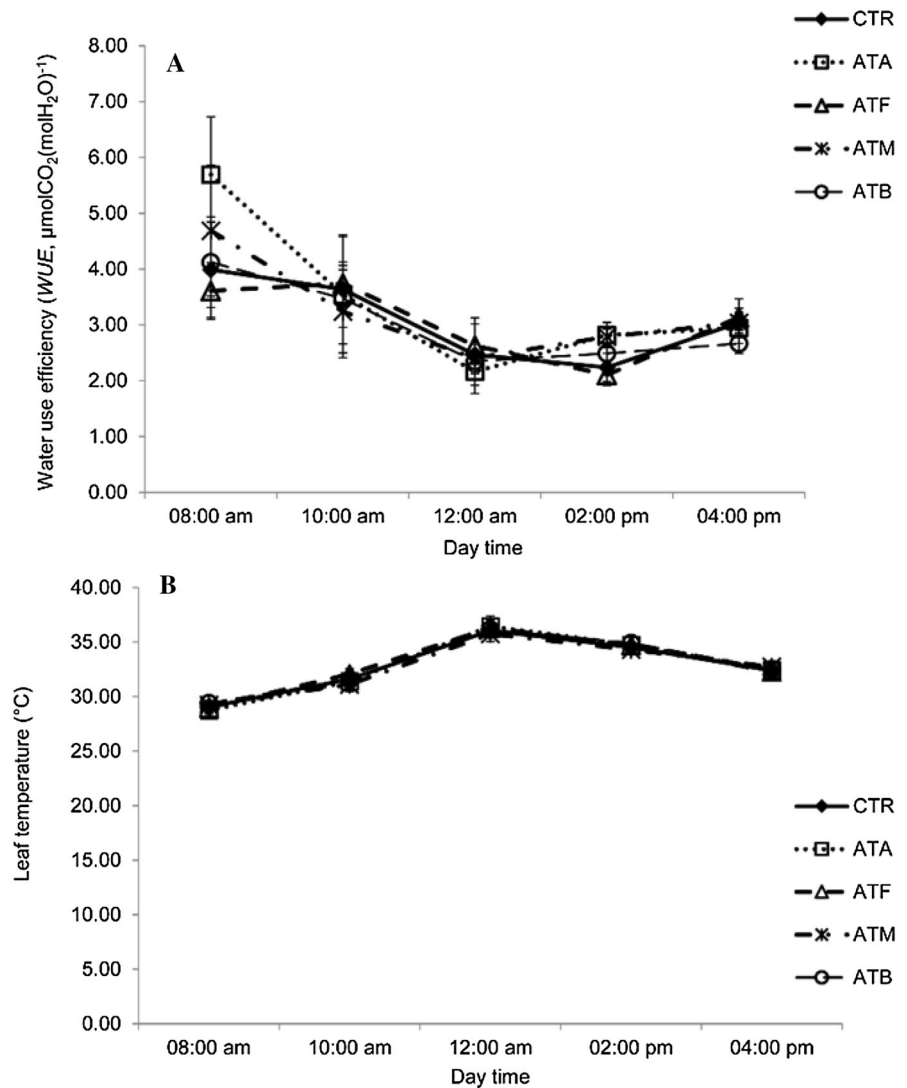 A
Water use efficiency (WUE, µmolCO₂(molH₂O)⁻¹
8.00
7.00
6.00
5.00
4.00
3.00
2.00
1.00
0.00
08:00 am 10:00 am 12:00 am 02:00 pm 04:00 pm
Day time
CTR
ATA
ATF
ATM
ATB
B
Leaf temperature (°C)
40.00
35.00
30.00
25.00
20.00
15.00
10.00
5.00
0.00
08:00 am 10:00 am 12:00 am 02:00 pm 04:00 pm
Day time
CTR
ATA
ATF
ATM
ATB